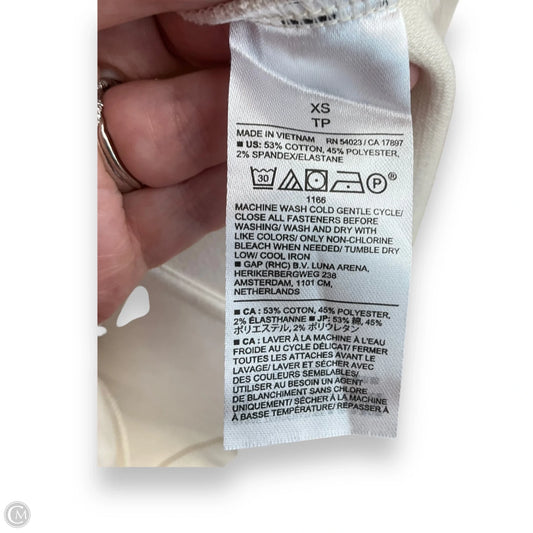 XS
TP
MADE IN VIETNAM RN 54023 / CA 17897
■ US: 53% COTTON, 45% POLYESTER,
2% SPANDEX/ELASTANE
30 P
1166
MACHINE WASH COLD GENTLE CYCLE/
CLOSE ALL FASTENERS BEFORE
WASHING/ WASH AND DRY WITH
LIKE COLORS/ ONLY NON-CHLORINE
BLEACH WHEN NEEDED/ TUMBLE DRY
LOW/ COOL IRON
■ GAP (RHC) B.V. LUNA ARENA,
HERIKERBERGWEG 238
AMSTERDAM, 1101 CM,
NETHERLANDS
■ CA : 53% COTTON, 45% POLYESTER,
2% ÉLASTHANNE ■ JP: 53% 綿, 45%
ポリエステル, 2% ポリウレタン
■ CA : LAVER À LA MACHINE À L'EAU
FROIDE AU CYCLE DÉLICAT/ FERMER
TOUTES LES ATTACHES AVANT LE
LAVAGE/ LAVER ET SÉCHER AVEC
DES COULEURS SEMBLABLES/
UTILISER AU BESOIN UN AGENT
DE BLANCHIMENT SANS CHLORE
UNIQUEMENT/ SÉCHER À LA MACHINE
À BASSE TEMPÉRATURE/ REPASSER À
CM